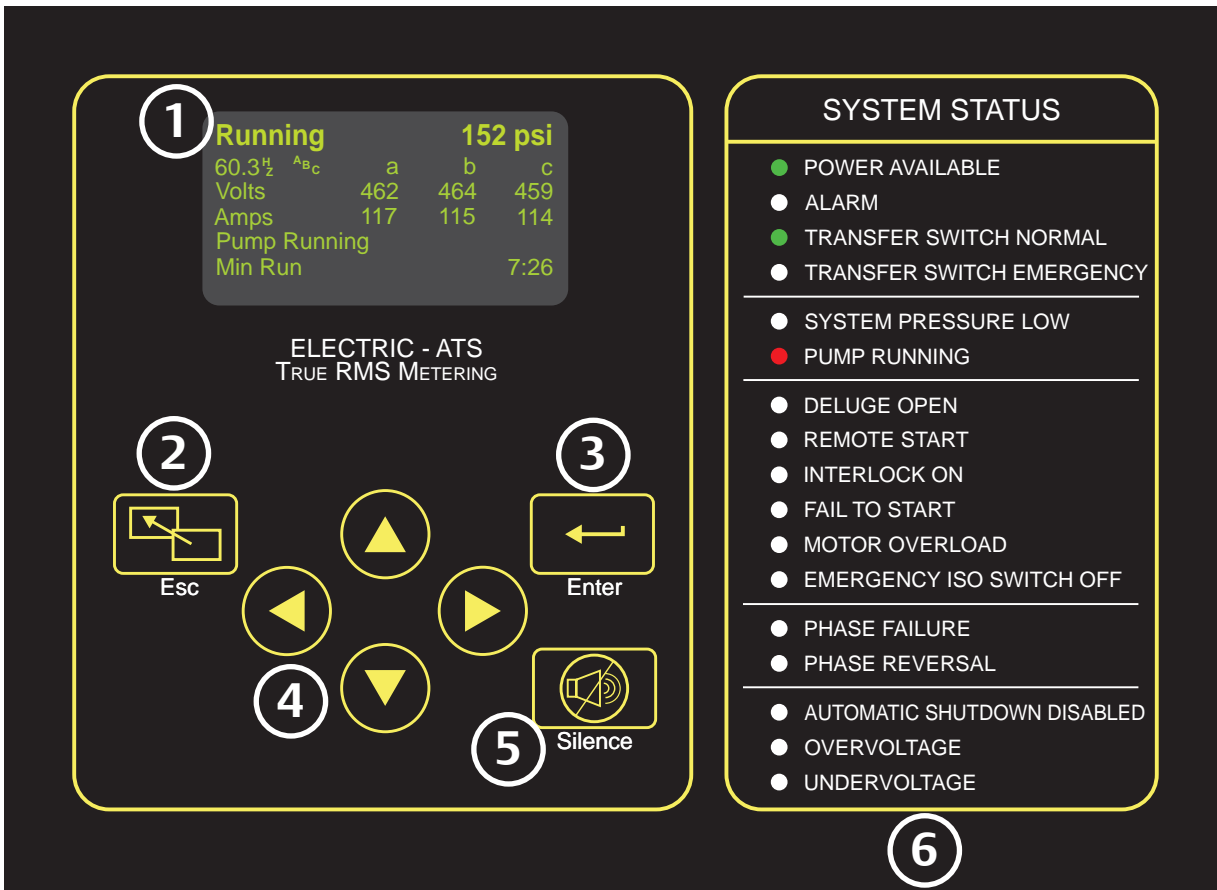 1
Running 152 psi
60.3 Hz ABC a b c
Volts 462 464 459
Amps 117 115 114
Pump Running
Min Run 7:26
ELECTRIC - ATS
TRUE RMS METERING
2
Esc
3
Enter
4
5
Silence
SYSTEM STATUS
POWER AVAILABLE
ALARM
TRANSFER SWITCH NORMAL
TRANSFER SWITCH EMERGENCY
SYSTEM PRESSURE LOW
PUMP RUNNING
DELUGE OPEN
REMOTE START
INTERLOCK ON
FAIL TO START
MOTOR OVERLOAD
EMERGENCY ISO SWITCH OFF
PHASE FAILURE
PHASE REVERSAL
AUTOMATIC SHUTDOWN DISABLED
OVERVOLTAGE
UNDERVOLTAGE
6